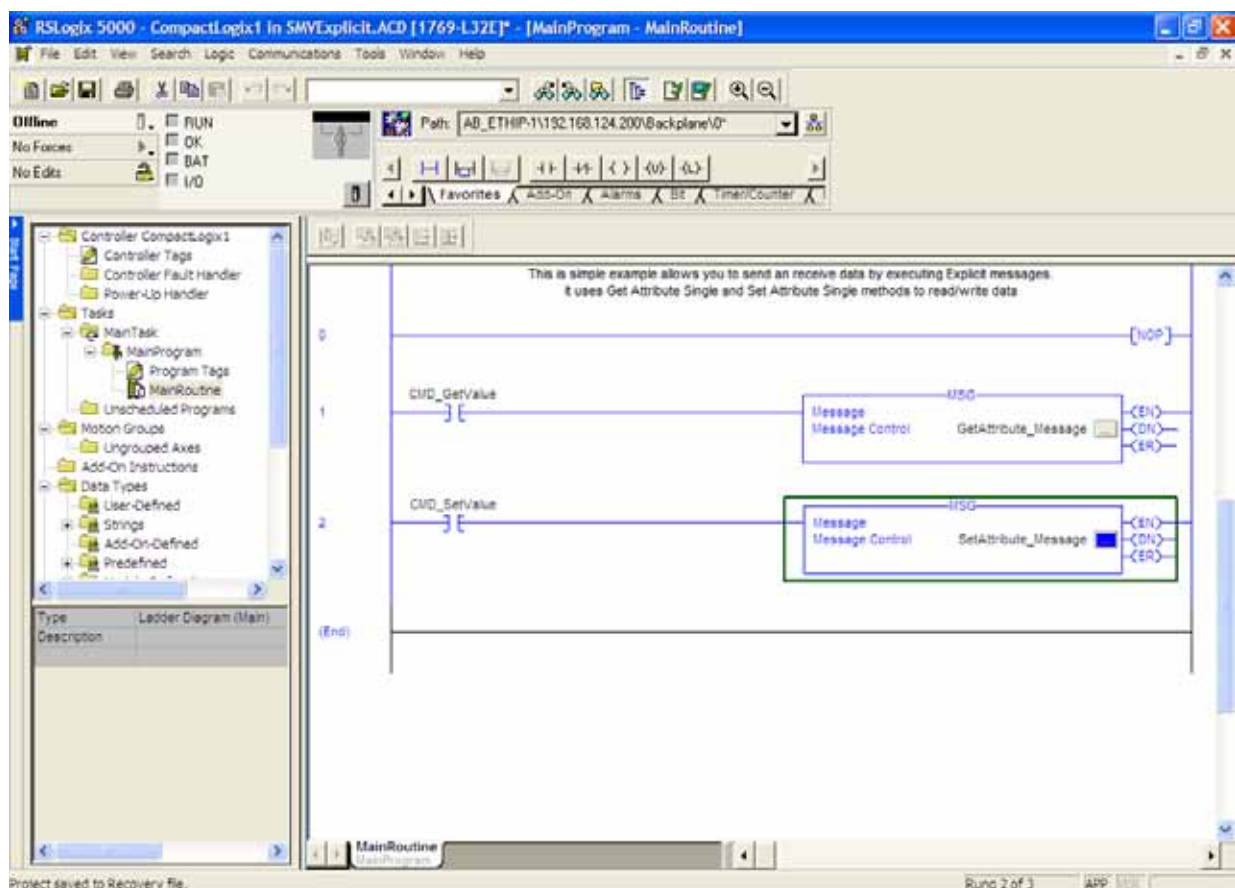 RSLogix 5000 - CompactLogix1 in SMVExplicit.ACD [1769-L32E]* - [MainProgram - MainRoutine]
File Edit View Search Logic Communications Tools Window Help
Offline
RUN
No Forces
OK
No Edits
BAT
I/O
Path: AB_ETHIP-1\192.168.124.200\Backplane\0*
Favorites Add-On Alarms Bit Timer/Counter
Start Page
Controller CompactLogix1
Controller Tags
Controller Fault Handler
Power-Up Handler
Tasks
MainTask
MainProgram
Program Tags
MainRoutine
Unscheduled Programs
Motion Groups
Ungrouped Axes
Add-On Instructions
Data Types
User-Defined
Strings
Add-On-Defined
Predefined
Type Ladder Diagram (Main)
Description
This is simple example allows you to send an receive data by executing Explicit messages
it uses Get Attribute Single and Set Attribute Single methods to read/write data
0
NOP
1
CMD_GetValue
MSG
Message
Message Control GetAttribute_Message ...
EN
DN
ER
2
CMD_SetValue
MSG
Message
Message Control SetAttribute_Message
EN
DN
ER
(End)
MainRoutine
MainProgram
Project saved to Recovery file.
Rung 2 of 3 APP